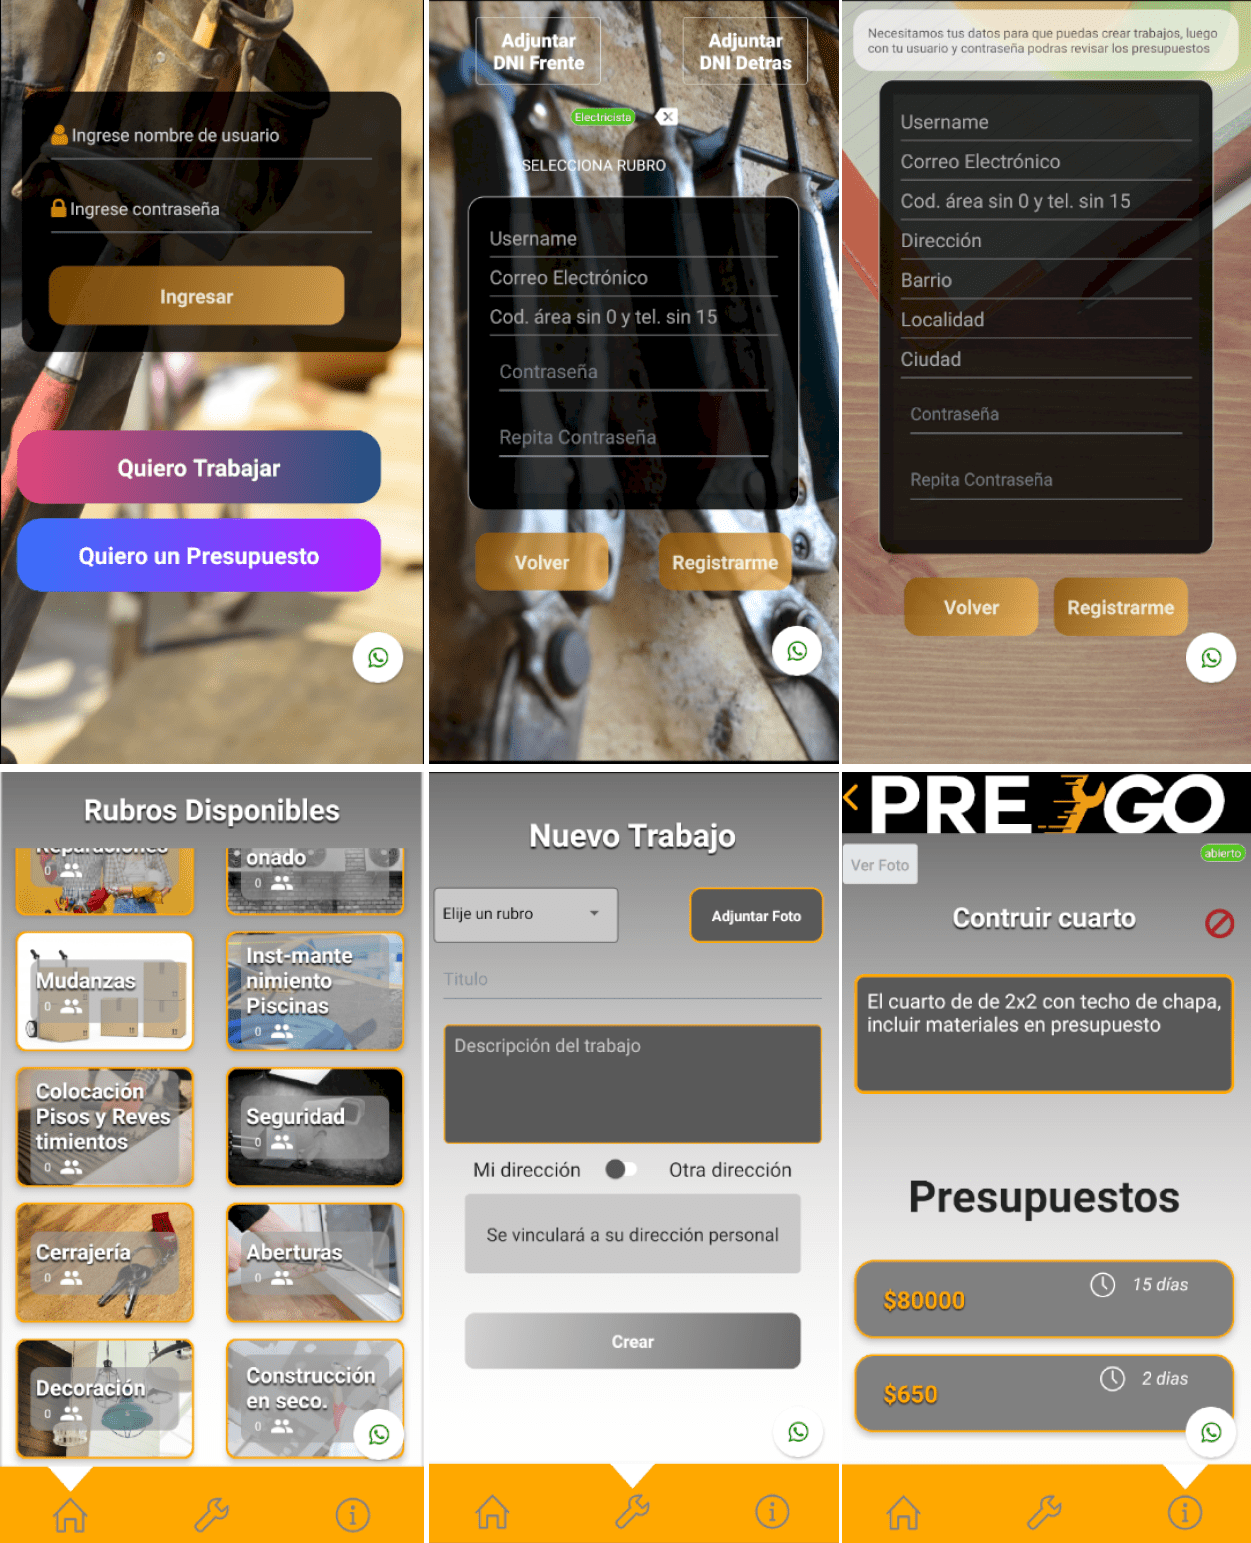 Ingrese nombre de usuario
Ingrese contraseña
Ingresar
Quiero Trabajar
Quiero un Presupuesto
Adjuntar
DNI Frente
Adjuntar
DNI Detras
Electricista
SELECCIONA RUBRO
Username
Correo Electrónico
Cod. área sin 0 y tel. sin 15
Contraseña
Repita Contraseña
Volver
Registrarme
Necesitamos tus datos para que puedas crear trabajos, luego
con tu usuario y contraseña podras revisar los presupuestos
Username
Correo Electrónico
Cod. área sin 0 y tel. sin 15
Dirección
Barrio
Localidad
Ciudad
Contraseña
Repita Contraseña
Volver
Registrarme
Rubros Disponibles
Reparaciones
0
onado
0
Mudanzas
0
Inst-mante
nimiento
Piscinas
0
Colocación
Pisos y Reves
timientos
0
Seguridad
0
Cerrajería
0
Aberturas
0
Decoración
0
Construcción
en seco.
0
Nuevo Trabajo
Elije un rubro
Adjuntar Foto
Titulo
Descripción del trabajo
Mi dirección
Otra dirección
Se vinculará a su dirección personal
Crear
PRE GO
Ver Foto
abierto
Contruir cuarto
El cuarto de de 2x2 con techo de chapa,
incluir materiales en presupuesto
Presupuestos
$80000
15 días
$650
2 dias